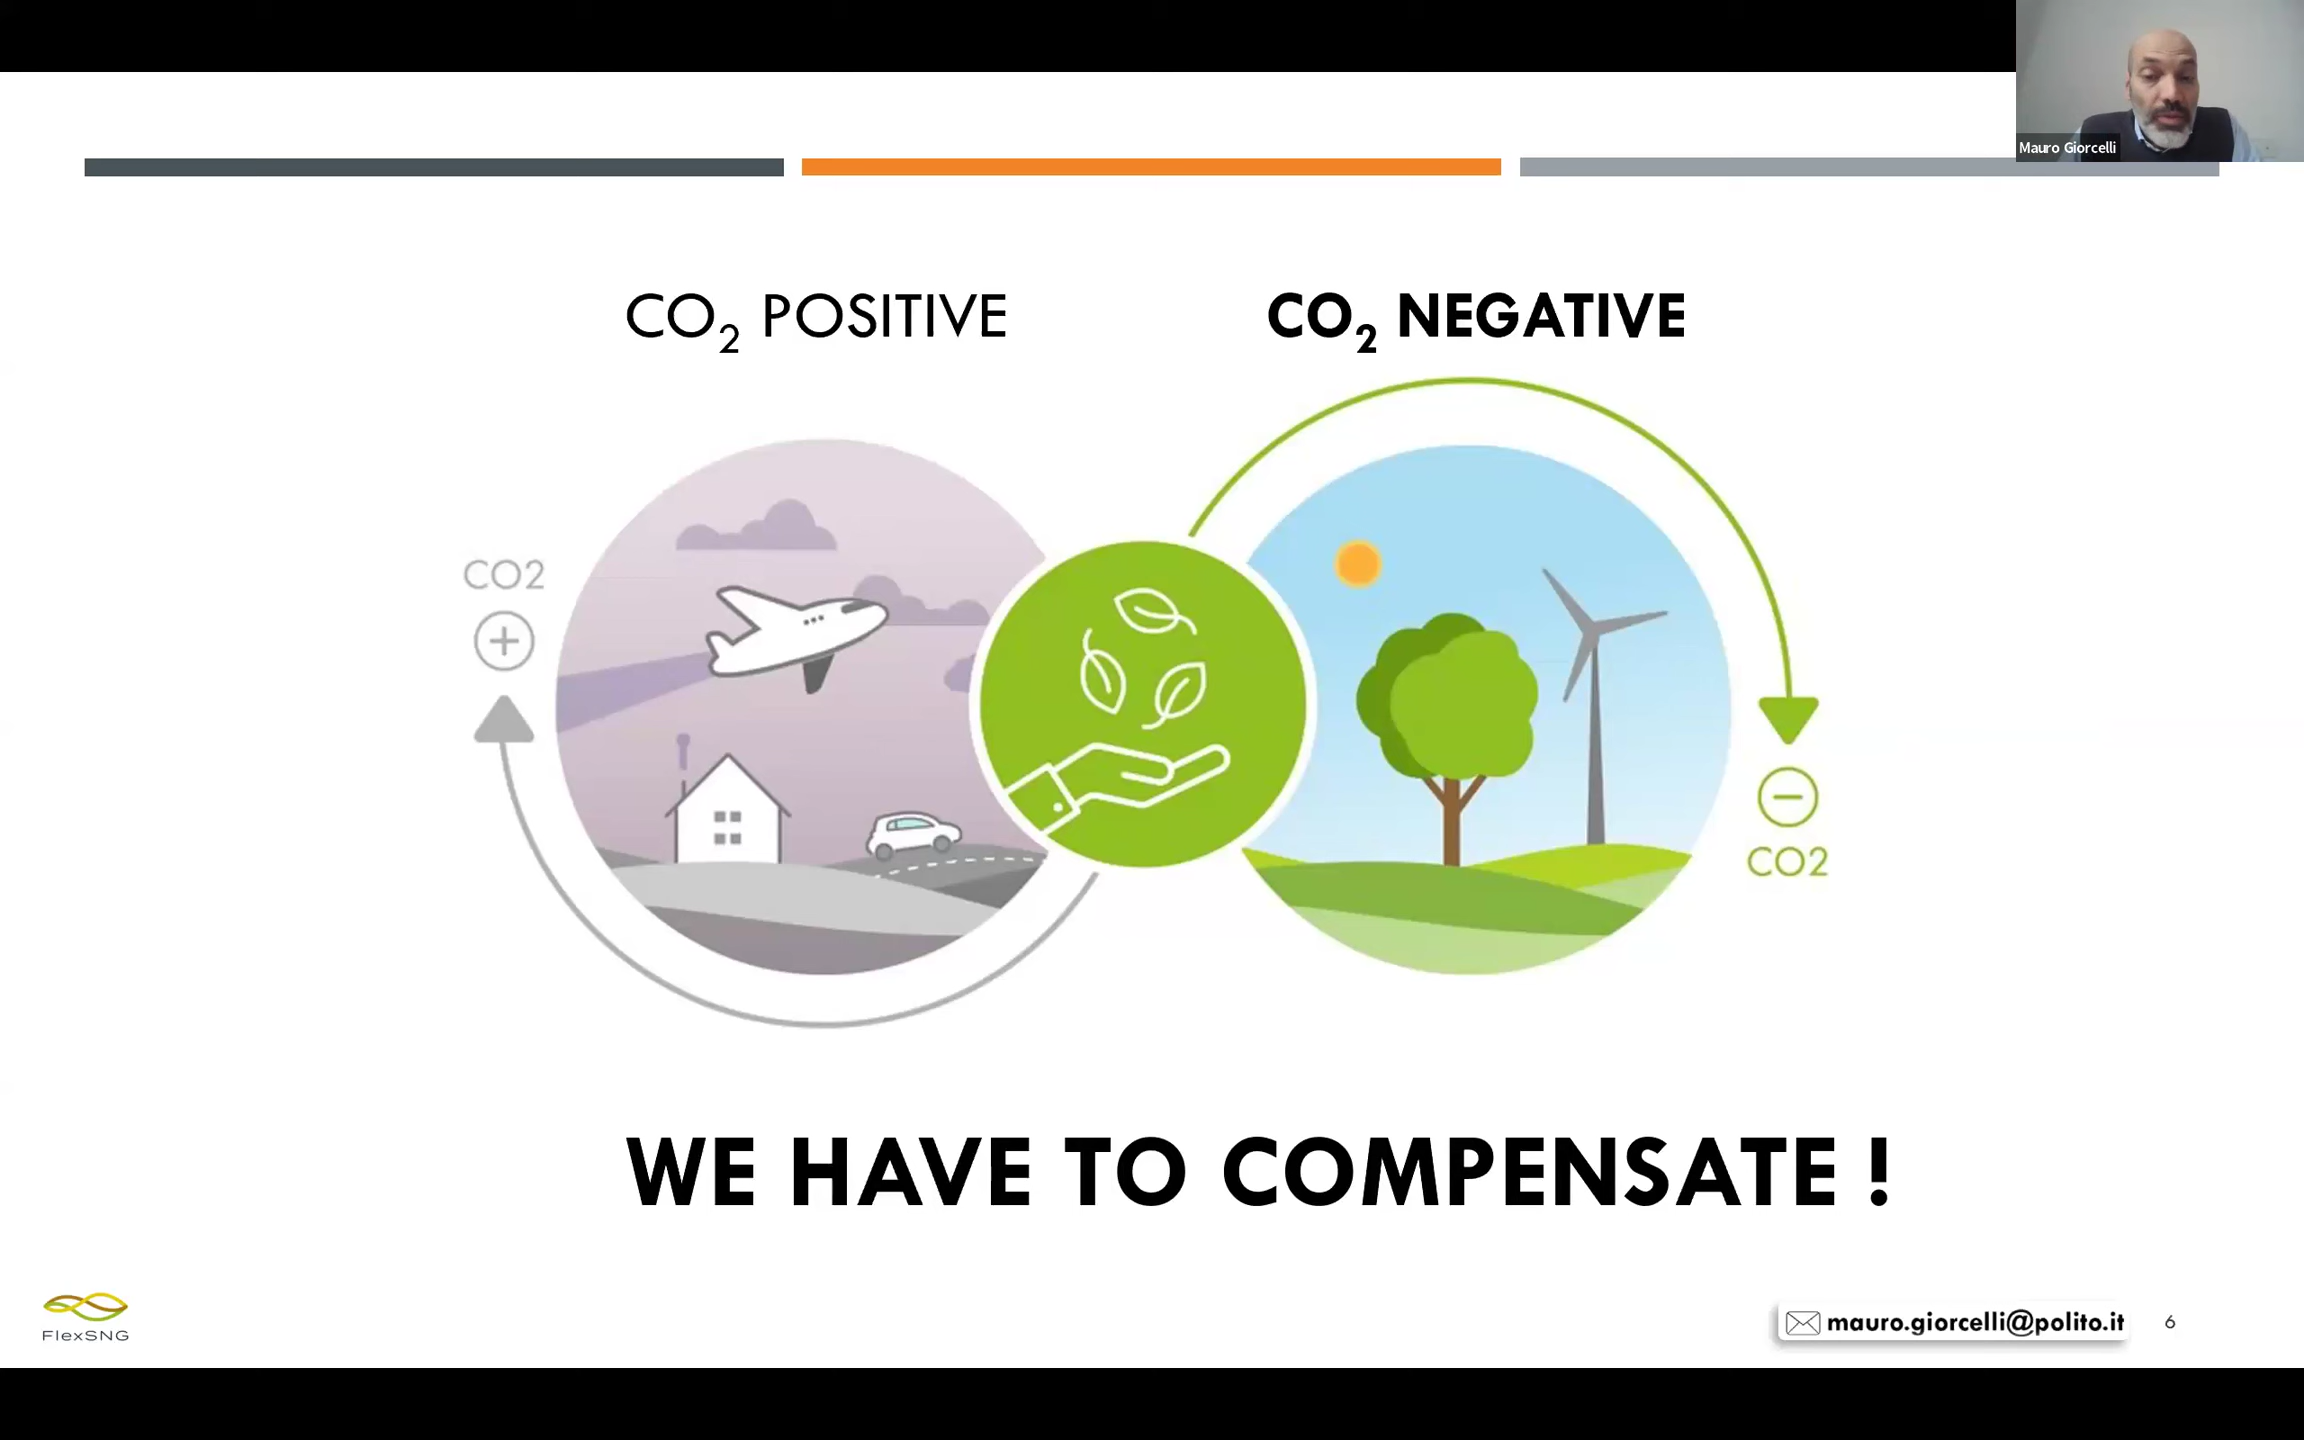 Mauro Giorcelli
CO₂ POSITIVE
CO₂ NEGATIVE
CO2
CO2
WE HAVE TO COMPENSATE !
FlexSNG
mauro.giorcelli@polito.it
6